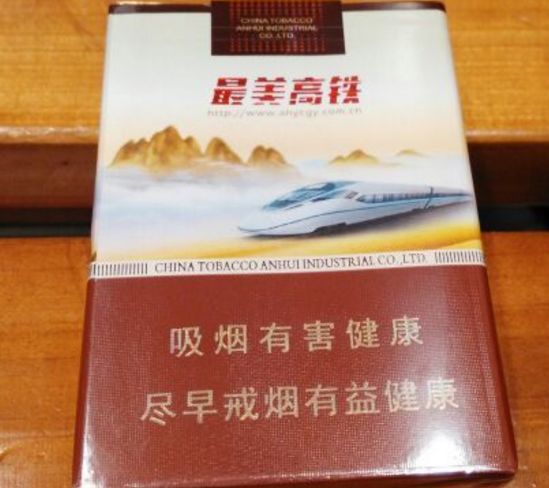 CHINA TOBACCO
ANHUI INDUSTRIAL
CO.,LTD.
最美高铁
http://www.ahycgy.com.cn
CHINA TOBACCO ANHUI INDUSTRIAL CO.,LTD.
吸烟有害健康
尽早戒烟有益健康